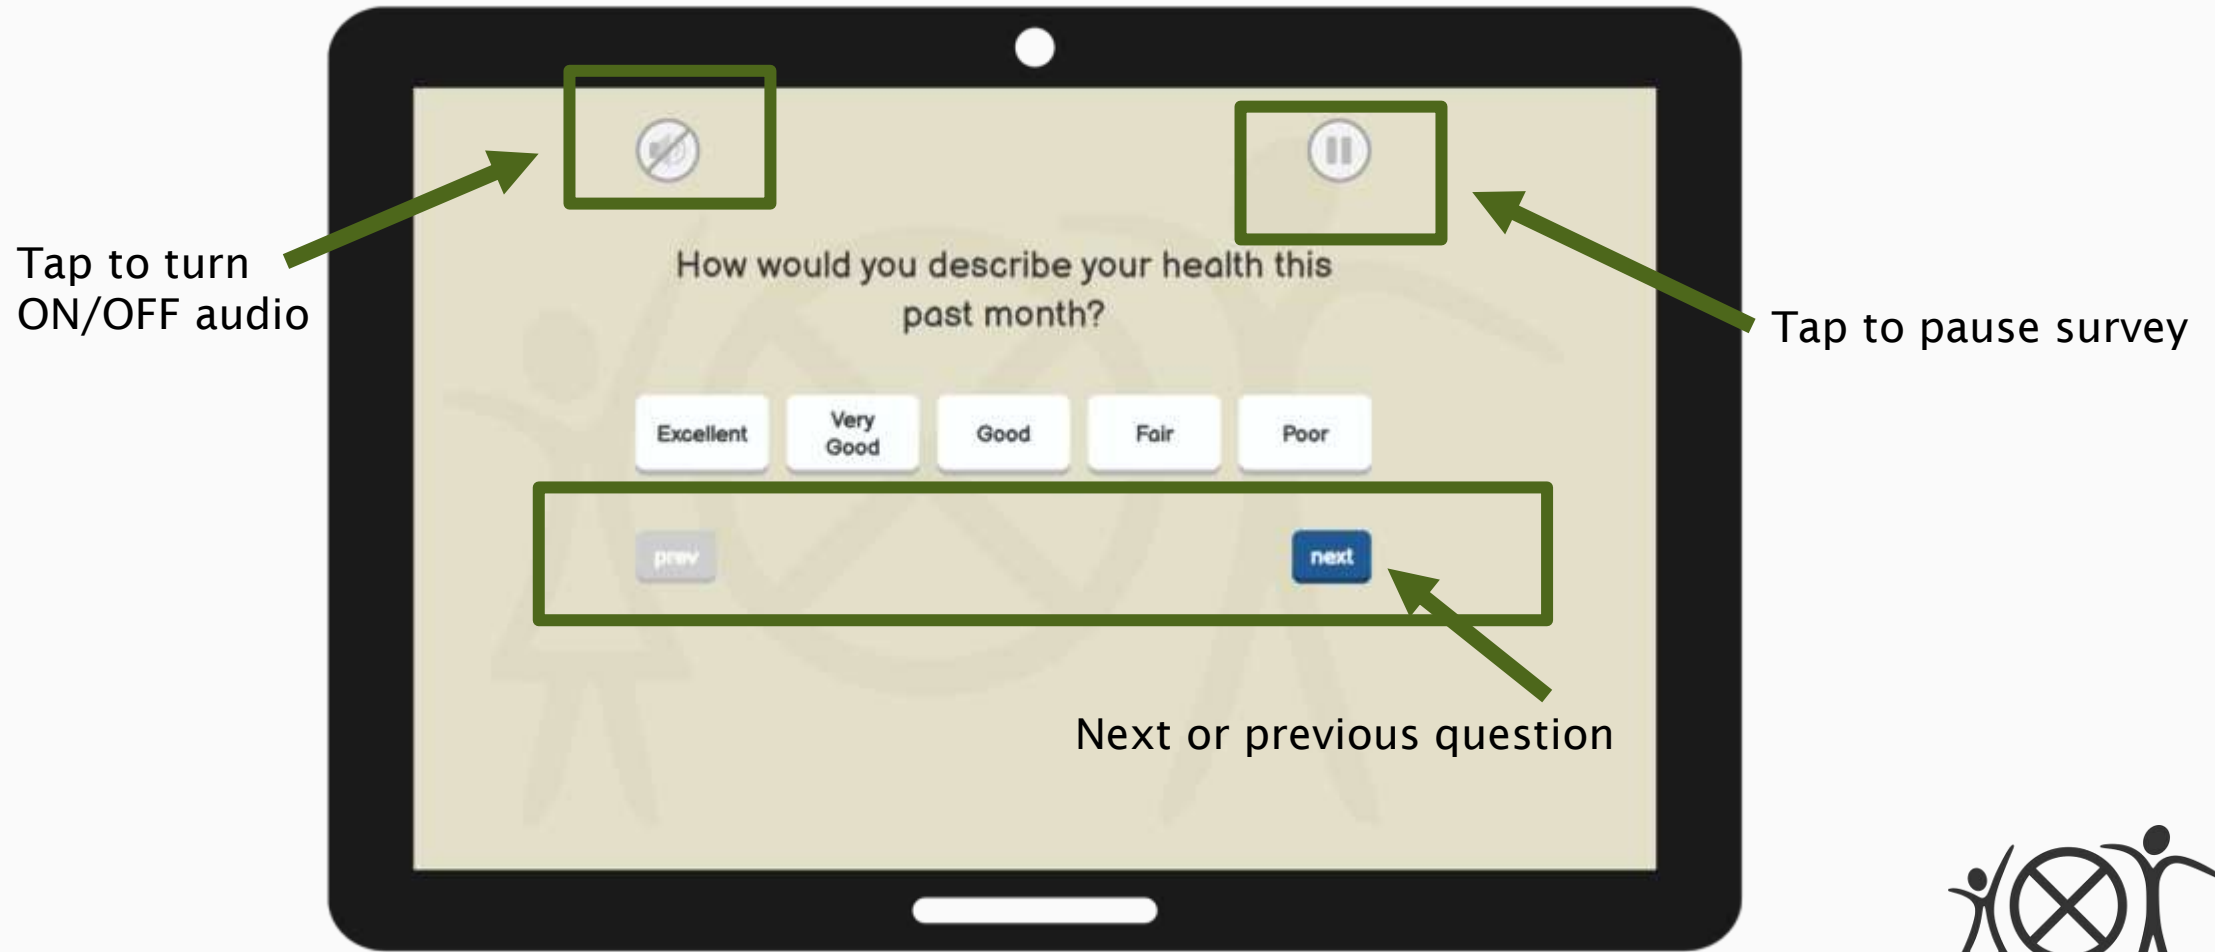 Tap to turn
ON/OFF audio
How would you describe your health this
past month?
Tap to pause survey
Excellent
Very
Good
Good
Fair
Poor
prev
next
Next or previous question